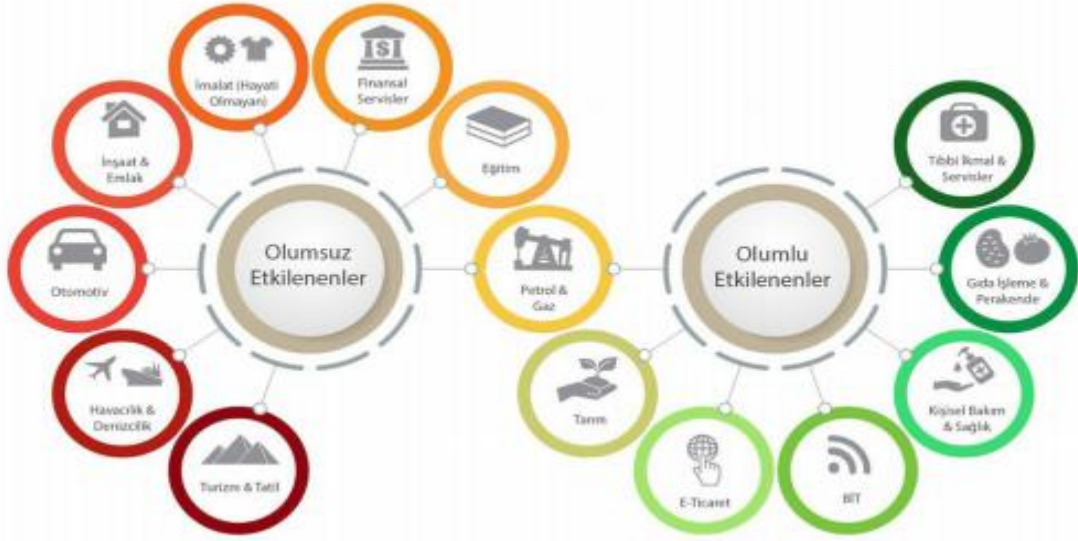 İmalat (Hayati
Olmayan)
Finansal
Servisler
İnşaat &
Emlak
Eğitim
Otomotiv
Olumsuz
Etkilenenler
Petrol &
Gaz
Havacılık &
Denizcilik
Turizm & Tatil
Olumlu
Etkilenenler
Tıbbi İkmal &
Servisler
Gıda İşleme &
Perakende
Kişisel Bakım
& Sağlık
Tarım
E-Ticaret
BİT